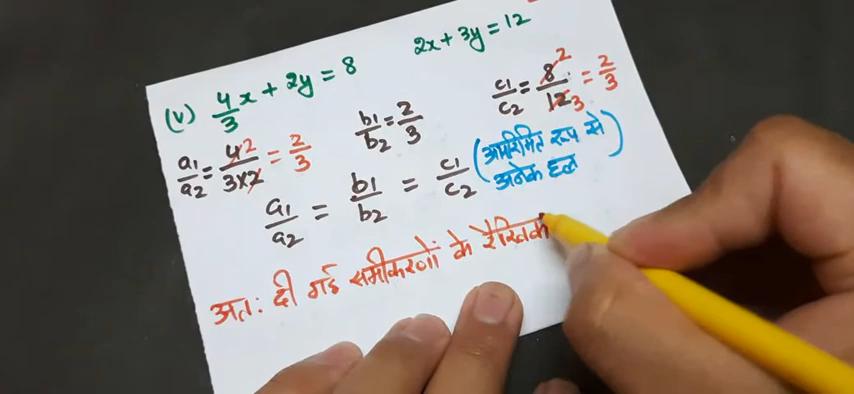 (v) 4/3 x + 2y = 8 2x + 3y = 12
a1/a2 = 4 2/3×2 = 2/3 b1/b2 = 2/3 c1/c2 = 8 2/12 3 = 2/3
a1/a2 = b1/b2 = c1/c2 (अपरिमित रूप से
अनेक हल)
अतः दी गई समीकरणों के रैखिक